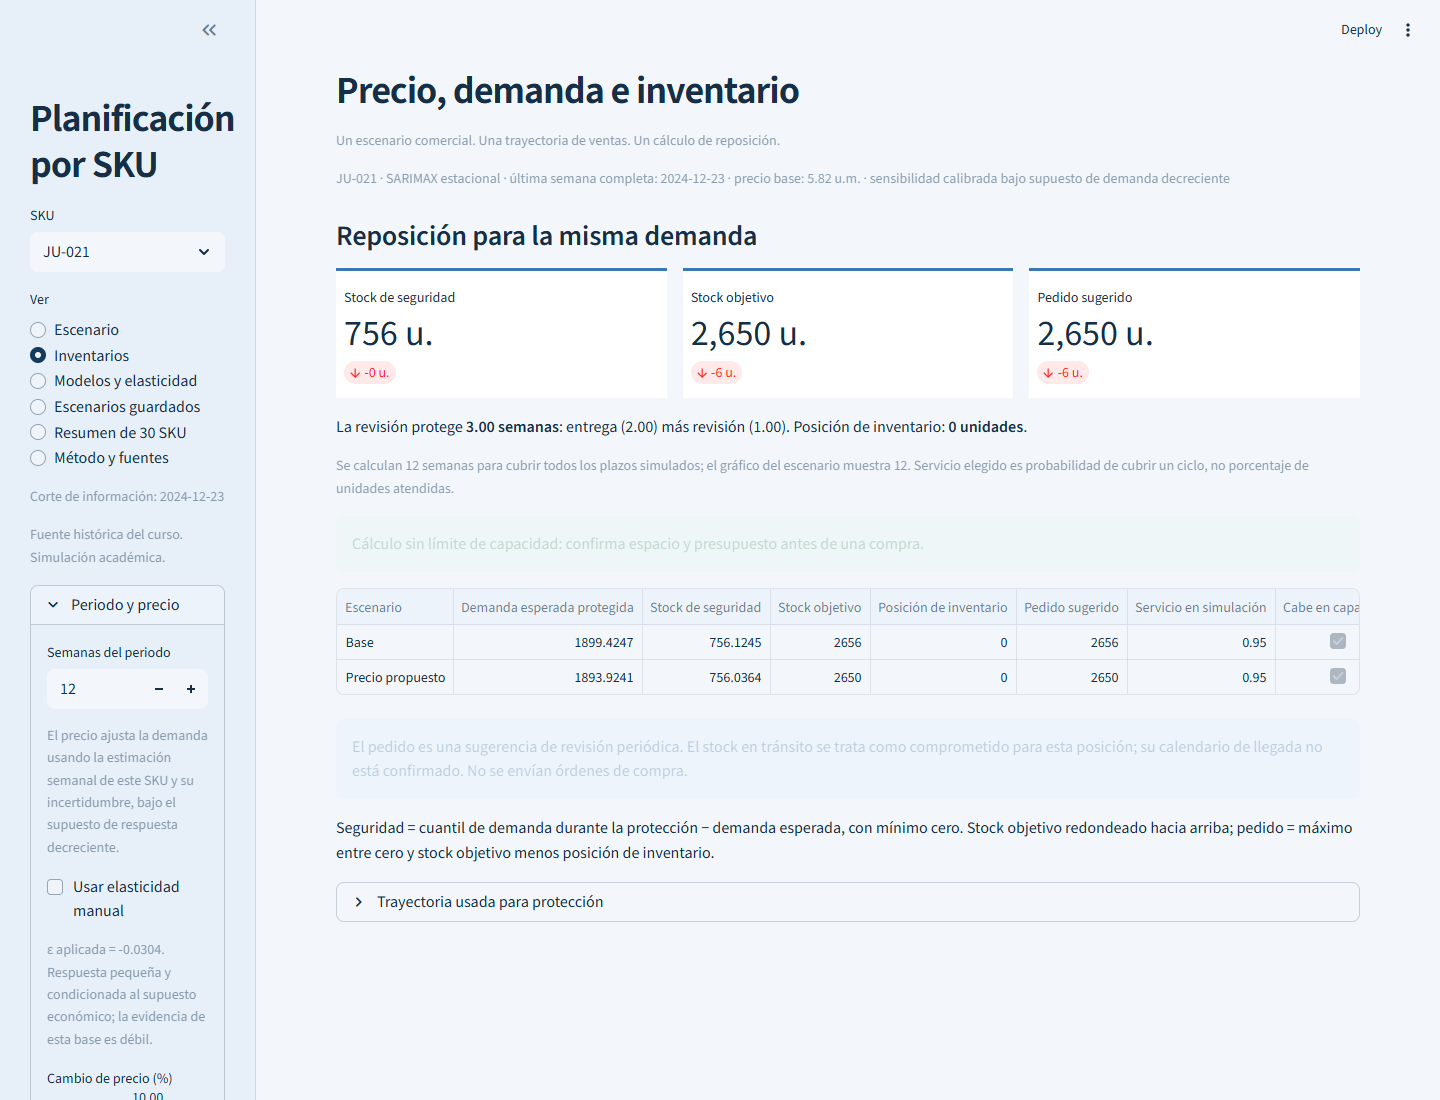 Deploy
Planificación
por SKU
SKU
JU-021
Ver
Escenario
Inventarios
Modelos y elasticidad
Escenarios guardados
Resumen de 30 SKU
Método y fuentes
Corte de información: 2024-12-23
Fuente histórica del curso.
Simulación académica.
Periodo y precio
Semanas del periodo
12
El precio ajusta la demanda
usando la estimación
semanal de este SKU y su
incertidumbre, bajo el
supuesto de respuesta
decreciente.
Usar elasticidad
manual
ε aplicada = -0.0304.
Respuesta pequeña y
condicionada al supuesto
económico; la evidencia de
esta base es débil.
Cambio de precio (%)
10.00
Precio, demanda e inventario
Un escenario comercial. Una trayectoria de ventas. Un cálculo de reposición.
JU-021 · SARIMAX estacional · última semana completa: 2024-12-23 · precio base: 5.82 u.m. · sensibilidad calibrada bajo supuesto de demanda decreciente
Reposición para la misma demanda
Stock de seguridad
756 u.
-0 u.
Stock objetivo
2,650 u.
-6 u.
Pedido sugerido
2,650 u.
-6 u.
La revisión protege 3.00 semanas: entrega (2.00) más revisión (1.00). Posición de inventario: 0 unidades.
Se calculan 12 semanas para cubrir todos los plazos simulados; el gráfico del escenario muestra 12. Servicio elegido es probabilidad de cubrir un ciclo, no porcentaje de
unidades atendidas.
Cálculo sin límite de capacidad: confirma espacio y presupuesto antes de una compra.
Escenario Demanda esperada protegida Stock de seguridad Stock objetivo Posición de inventario Pedido sugerido Servicio en simulación Cabe en capa
Base 1899.4247 756.1245 2656 0 2656 0.95
Precio propuesto 1893.9241 756.0364 2650 0 2650 0.95
El pedido es una sugerencia de revisión periódica. El stock en tránsito se trata como comprometido para esta posición; su calendario de llegada no
está confirmado. No se envían órdenes de compra.
Seguridad = cuantil de demanda durante la protección − demanda esperada, con mínimo cero. Stock objetivo redondeado hacia arriba; pedido = máximo
entre cero y stock objetivo menos posición de inventario.
Trayectoria usada para protección